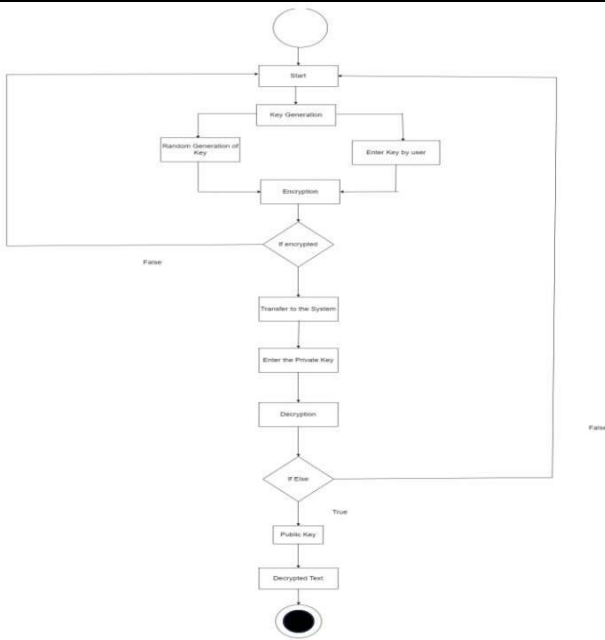 Start
Key Generation
Random Generation of
Key
Enter Key by user
Encryption
If encrypted
False
Transfer to the System
Enter the Private Key
Decryption
False
If Else
True
Public Key
Decrypted Text